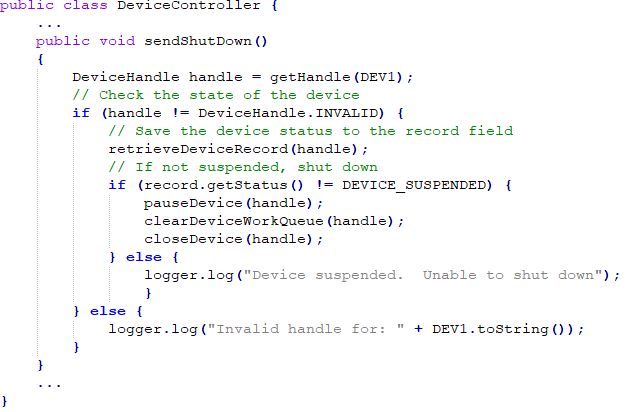 public class DeviceController {
    ...
    public void sendShutDown()
    {
        DeviceHandle handle = getHandle(DEV1);
        // Check the state of the device
        if (handle != DeviceHandle.INVALID) {
            // Save the device status to the record field
            retrieveDeviceRecord(handle);
            // If not suspended, shut down
            if (record.getStatus() != DEVICE_SUSPENDED) {
                pauseDevice(handle);
                clearDeviceWorkQueue(handle);
                closeDevice(handle);
            } else {
                logger.log("Device suspended.  Unable to shut down");
                }
        } else {
            logger.log("Invalid handle for: " + DEV1.toString());
        }
    }
    ...
}